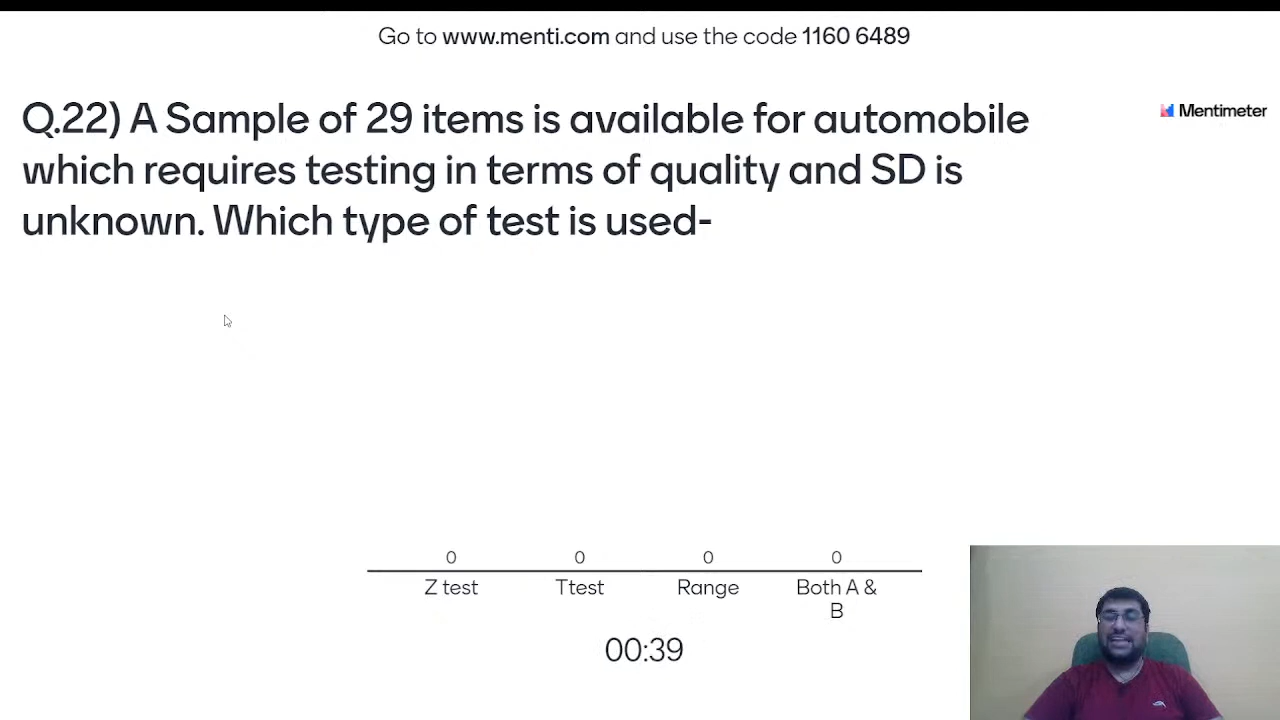 Go to www.menti.com and use the code 1160 6489
Q.22) A Sample of 29 items is available for automobile
which requires testing in terms of quality and SD is
unknown. Which type of test is used-
Mentimeter
0 0 0 0
Z test Ttest Range Both A &
B
00:39